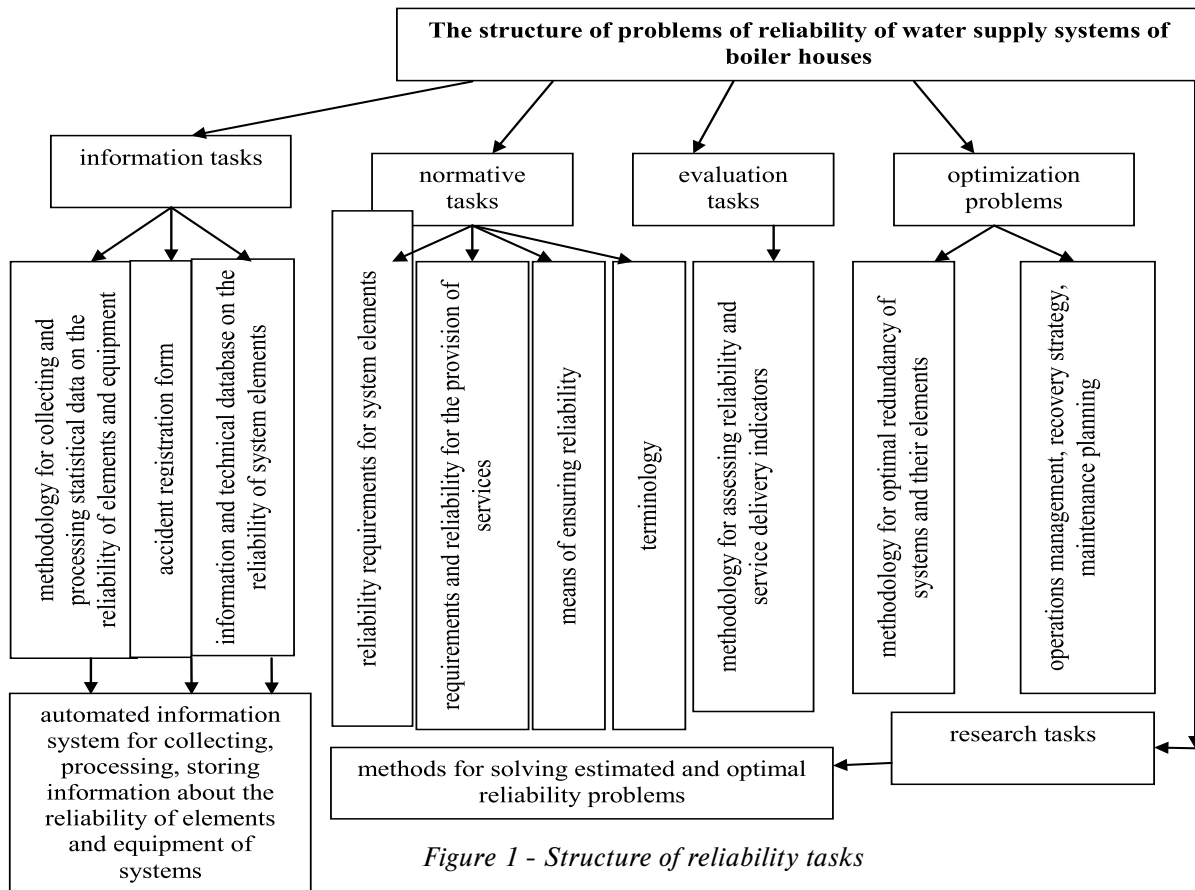 The structure of problems of reliability of water supply systems of
boiler houses
information tasks
normative
tasks
evaluation
tasks
optimization
problems
methodology for collecting and
processing statistical data on the
reliability of elements and equipment
accident registration form
information and technical database on the
reliability of system elements
reliability requirements for system elements
requirements and reliability for the provision of
services
means of ensuring reliability
terminology
methodology for assessing reliability and
service delivery indicators
methodology for optimal redundancy of
systems and their elements
operations management, recovery strategy,
maintenance planning
automated information
system for collecting,
processing, storing
information about the
reliability of elements
and equipment of
systems
research tasks
methods for solving estimated and optimal
reliability problems
Figure 1 - Structure of reliability tasks